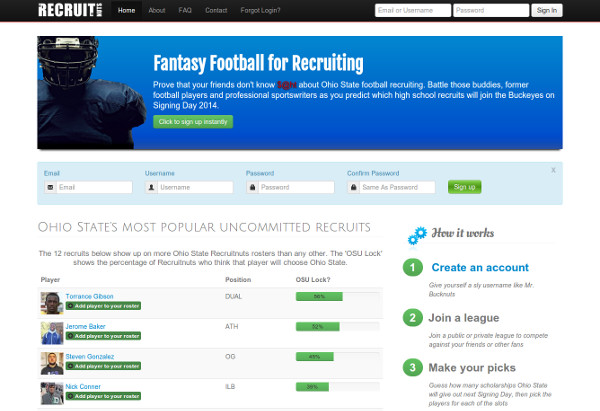 RECRUIT NUTS
Home About FAQ Contact Forgot Login? Email or Username Password Sign In
Fantasy Football for Recruiting
Prove that your friends don't know about Ohio State football recruiting. Battle those buddies, former
football players and professional sportswriters as you predict which high school recruits will join the Buckeyes on
Signing Day 2014.
Click to sign up instantly
x
Email Username Password Confirm Password
Email Username Password Same As Password Sign up
Ohio State's most popular uncommitted recruits
The 12 recruits below show up on more Ohio State Recruitnuts rosters than any other. The 'OSU Lock'
shows the percentage of Recruitnuts who think that player will choose Ohio State.
Player Position OSU Lock?
Torrance Gibson DUAL
Add player to your roster
Jerome Baker ATH 52%
Add player to your roster
Steven Gonzalez OG
Add player to your roster
Nick Conner ILB
Add player to your roster
How it works
1 Create an account
Give yourself a sly username like Mr.
Bucknuts
2 Join a league
Join a public or private league to compete
against your friends or other fans
3 Make your picks
Guess how many scholarships Ohio State
will give out next Signing Day, then pick
the players for each of the slots